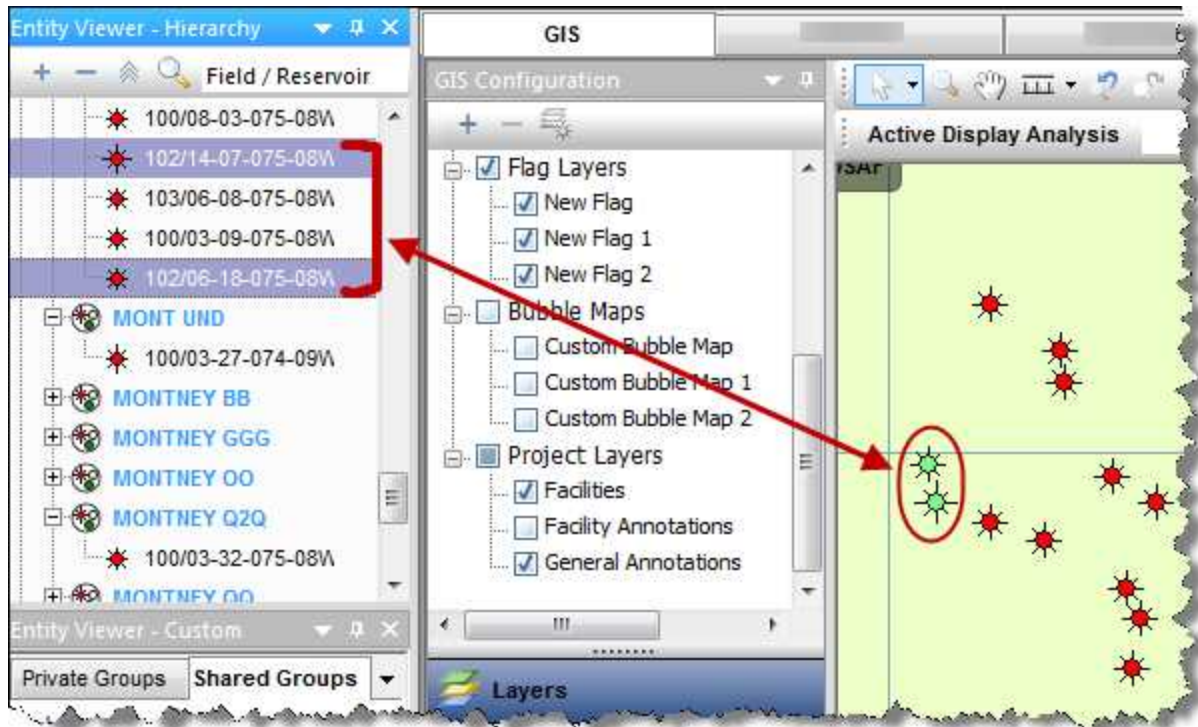 Entity Viewer - Hierarchy
Field / Reservoir
100/08-03-075-08W
102/14-07-075-08W
103/06-08-075-08W
100/03-09-075-08W
102/06-18-075-08W
MONT UND
100/03-27-074-09W
MONTNEY BB
MONTNEY GGG
MONTNEY OO
MONTNEY Q2Q
100/03-32-075-08W
MONTNEY QQ
Entity Viewer - Custom
Private Groups
Shared Groups
GIS
GIS Configuration
Flag Layers
New Flag
New Flag 1
New Flag 2
Bubble Maps
Custom Bubble Map
Custom Bubble Map 1
Custom Bubble Map 2
Project Layers
Facilities
Facility Annotations
General Annotations
Layers
Active Display Analysis